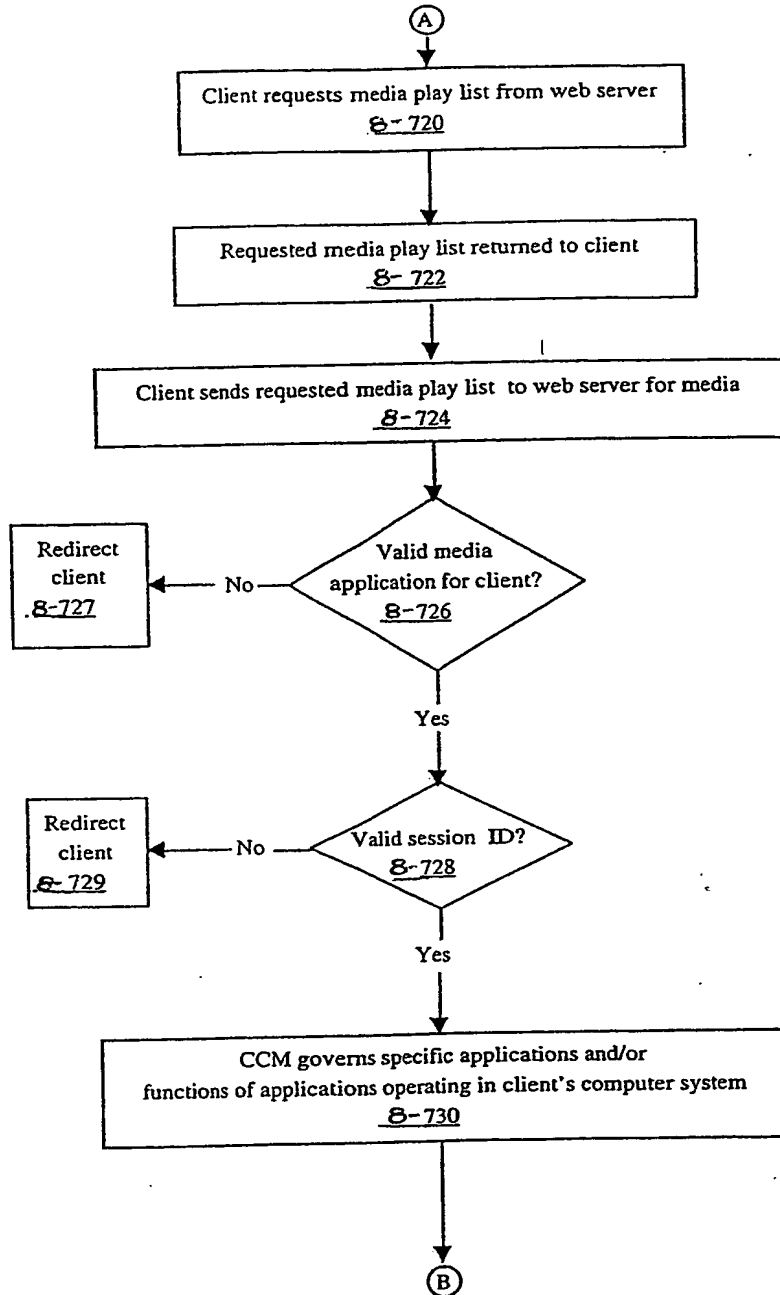 A
Client requests media play list from web server
8-720
Requested media play list returned to client
8-722
Client sends requested media play list to web server for media
8-724
Valid media
application for client?
8-726
No
Redirect
client
8-727
Yes
Valid session ID?
8-728
No
Redirect
client
8-729
Yes
CCM governs specific applications and/or
functions of applications operating in client's computer system
8-730
B